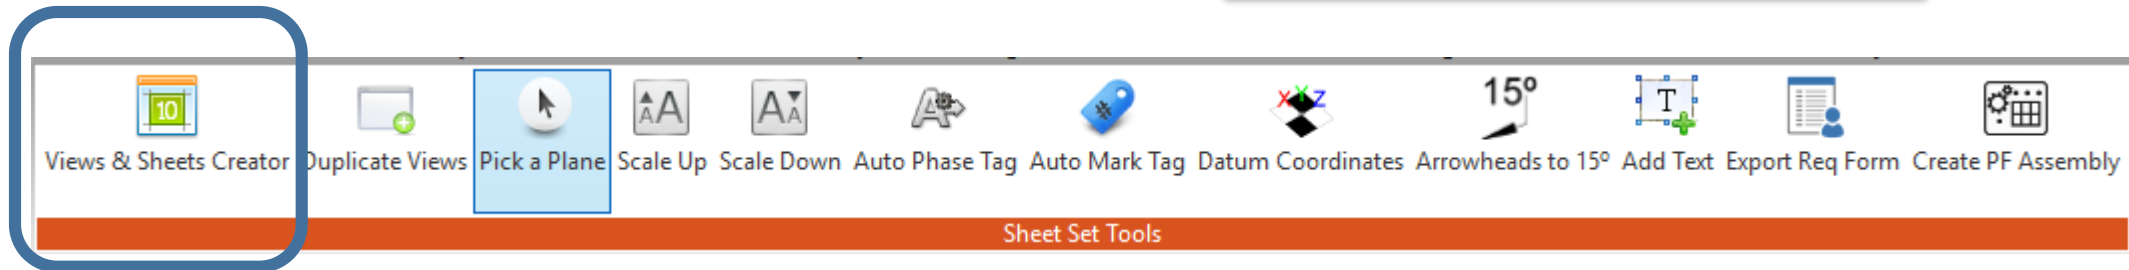 10 A A A A A X Y Z 15º T
Views & Sheets Creator Duplicate Views Pick a Plane Scale Up Scale Down Auto Phase Tag Auto Mark Tag Datum Coordinates Arrowheads to 15º Add Text Export Req Form Create PF Assembly
Sheet Set Tools